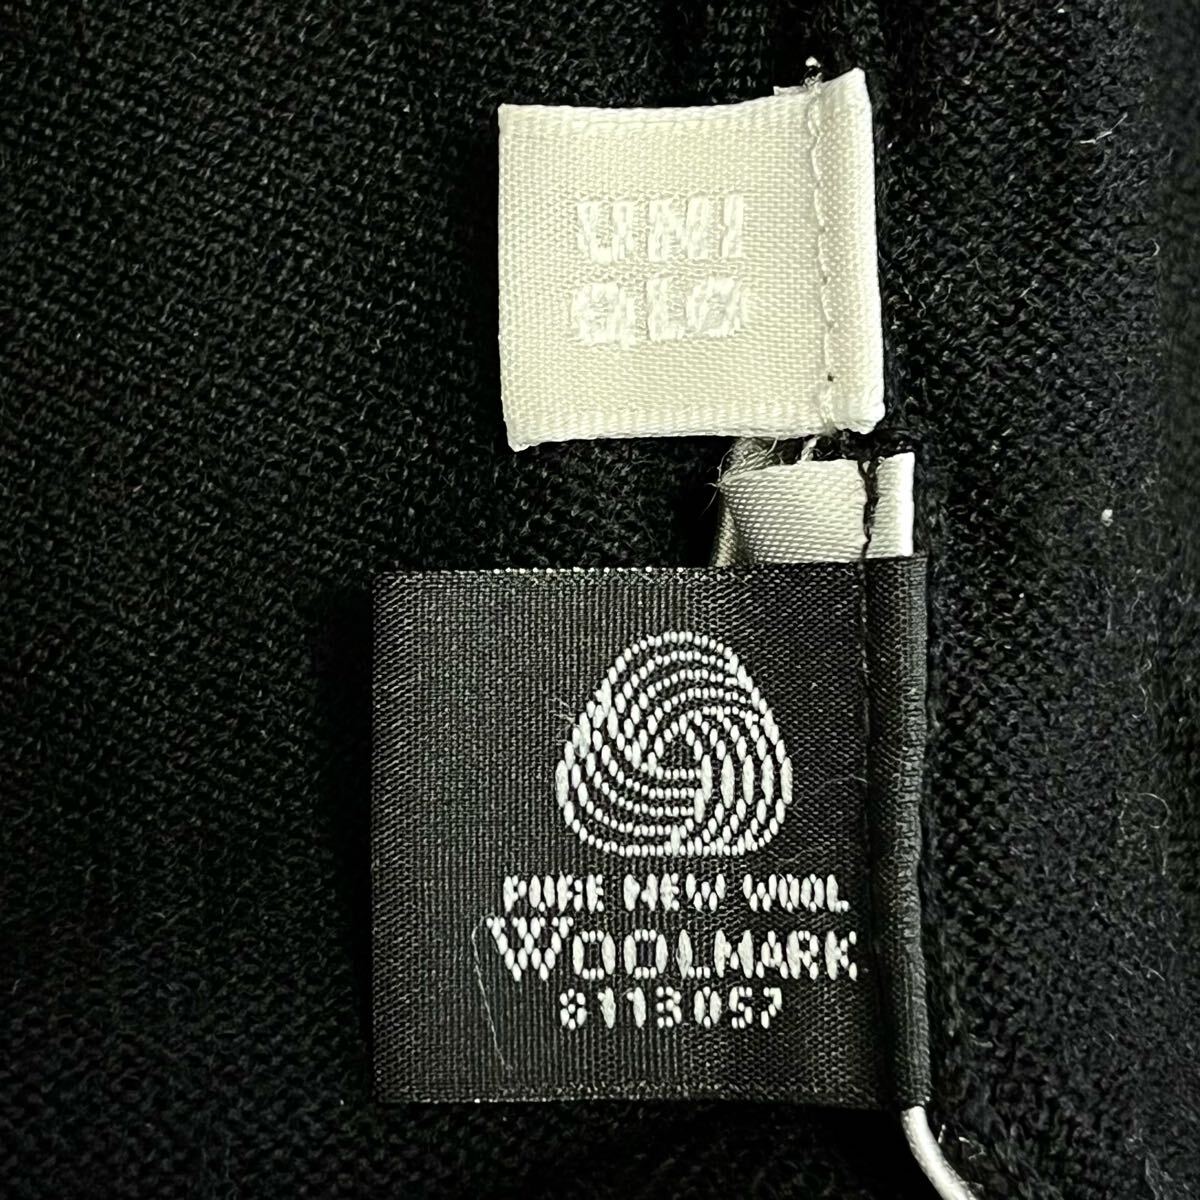 UNI
QLO
PURE NEW WOOL
WOOLMARK
8113057